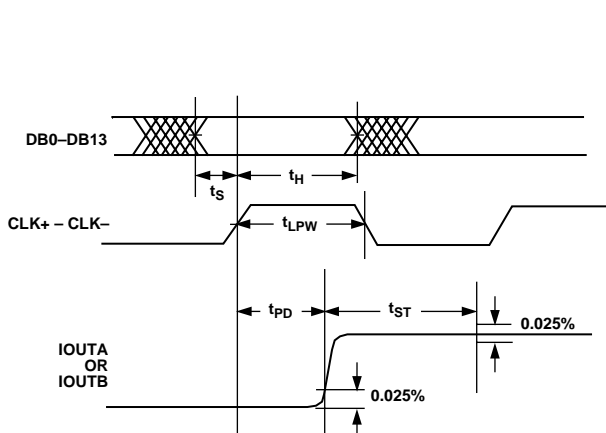 DB0–DB13
tS
tH
CLK+ – CLK–
tLPW
tPD
tST
0.025%
IOUTA
OR
IOUTB
0.025%